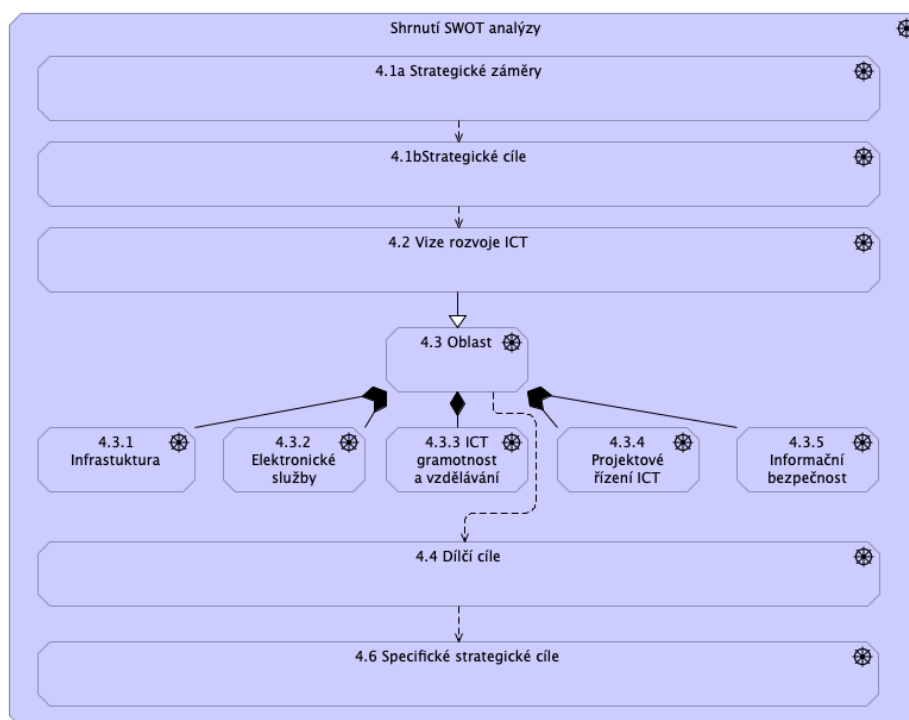 Shrnutí SWOT analýzy
4.1a Strategické záměry
4.1bStrategické cíle
4.2 Vize rozvoje ICT
4.3 Oblast
4.3.1
Infrastuktura
4.3.2
Elektronické
služby
4.3.3 ICT
gramotnost
a vzdělávání
4.3.4
Projektové
řízení ICT
4.3.5
Informační
bezpečnost
4.4 Dílčí cíle
4.6 Specifické strategické cíle